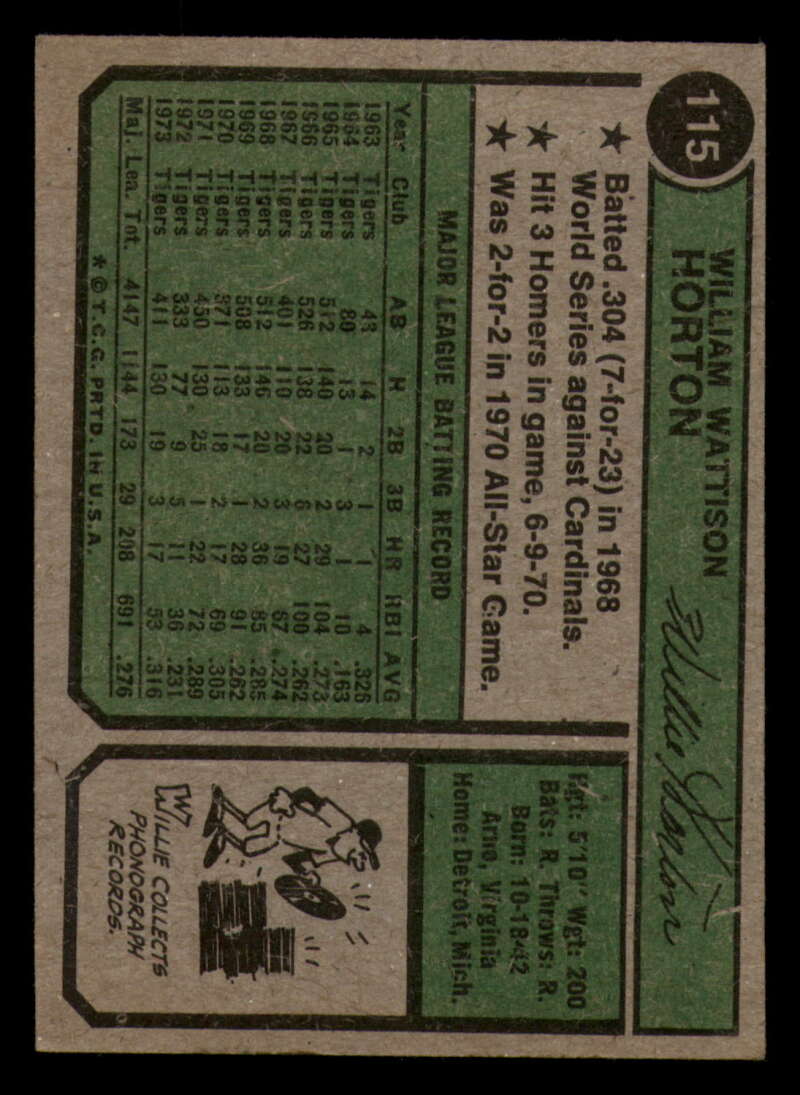 115
WILLIAM WATTISON
HORTON
Willie Horton
★ Batted .304 (7-for-23) in 1968
World Series against Cardinals.
★ Hit 3 Homers in game, 6-9-70.
★ Was 2-for-2 in 1970 All-Star Game.
MAJOR LEAGUE BATTING RECORD
Year Club AB H 2B 3B HR RBI AVG
1963 Tigers 43 14 2 1 1 4 .326
1964 Tigers 80 13 1 3 1 10 .163
1965 Tigers 512 140 20 2 29 104 .273
1966 Tigers 526 138 22 6 27 100 .262
1967 Tigers 401 110 20 3 19 67 .274
1968 Tigers 512 146 20 2 36 85 .285
1969 Tigers 508 133 17 1 28 91 .262
1970 Tigers 371 113 18 2 17 69 .305
1971 Tigers 450 130 25 1 22 72 .289
1972 Tigers 333 77 9 5 11 36 .231
1973 Tigers 411 130 19 3 17 53 .316
Maj. Lea. Tot. 4147 1144 173 29 208 691 .276
* © T.C.G. PRTD. IN U.S.A.
Hgt: 5'10" Wgt: 200
Bats: R. Throws: R.
Born: 10-18-42
Arno, Virginia
Home: Detroit, Mich.
WILLIE COLLECTS
PHONOGRAPH
RECORDS.